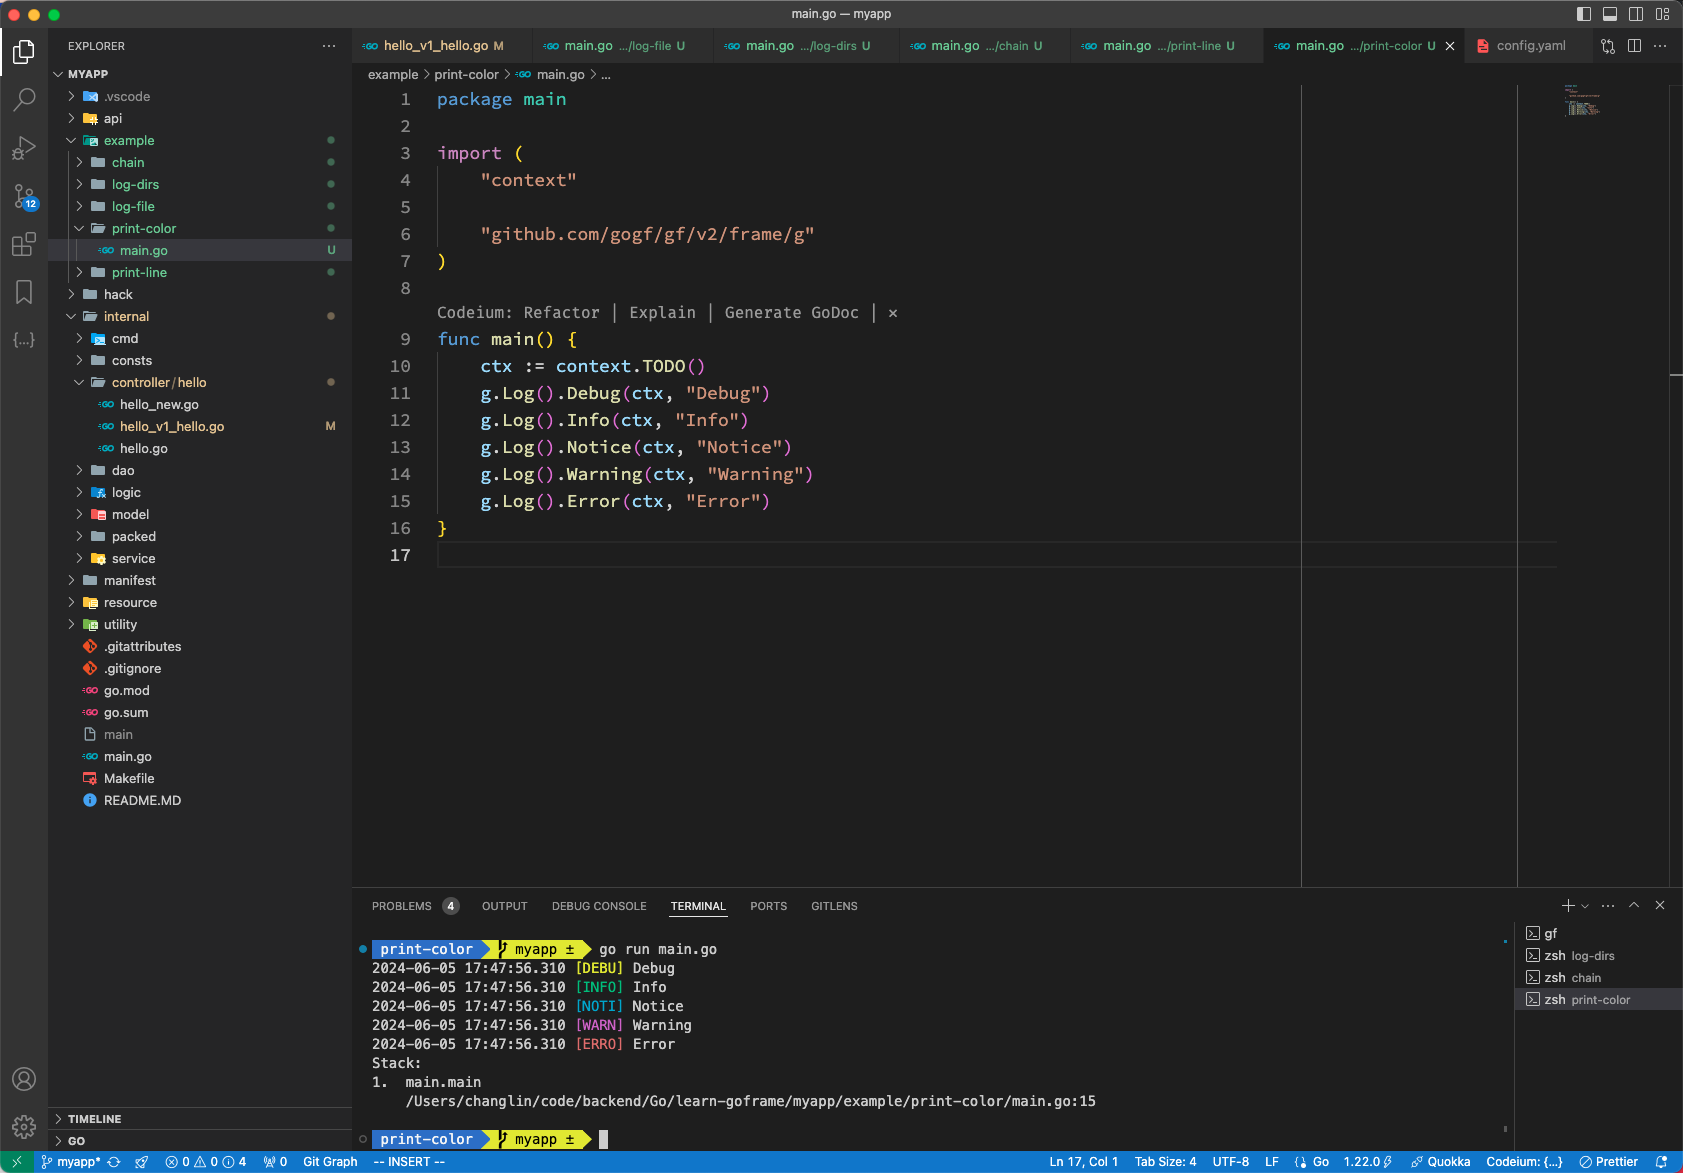 main.go — myapp
EXPLORER
hello_v1_hello.go M
main.go .../log-file U
main.go .../log-dirs U
main.go .../chain U
main.go .../print-line U
main.go .../print-color U
config.yaml
example > print-color > main.go > ...
MYAPP
.vscode
api
example
chain
log-dirs
log-file
print-color
main.go U
print-line
hack
internal
cmd
consts
controller/hello
hello_new.go
hello_v1_hello.go M
hello.go
dao
logic
model
packed
service
manifest
resource
utility
.gitattributes
.gitignore
go.mod
go.sum
main
main.go
Makefile
README.MD
TIMELINE
GO
12
1 package main
2
3 import (
4 "context"
5
6 "github.com/gogf/gf/v2/frame/g"
7 )
8
Codeium: Refactor | Explain | Generate GoDoc | ×
9 func main() {
10 ctx := context.TODO()
11 g.Log().Debug(ctx, "Debug")
12 g.Log().Info(ctx, "Info")
13 g.Log().Notice(ctx, "Notice")
14 g.Log().Warning(ctx, "Warning")
15 g.Log().Error(ctx, "Error")
16 }
17
PROBLEMS 4 OUTPUT DEBUG CONSOLE TERMINAL PORTS GITLENS
print-color myapp ± go run main.go
2024-06-05 17:47:56.310 [DEBU] Debug
2024-06-05 17:47:56.310 [INFO] Info
2024-06-05 17:47:56.310 [NOTI] Notice
2024-06-05 17:47:56.310 [WARN] Warning
2024-06-05 17:47:56.310 [ERRO] Error
Stack:
1. main.main
/Users/changlin/code/backend/Go/learn-goframe/myapp/example/print-color/main.go:15
print-color myapp ±
gf
zsh log-dirs
zsh chain
zsh print-color
myapp* 0 0 4 0 Git Graph -- INSERT -- Ln 17, Col 1 Tab Size: 4 UTF-8 LF Go 1.22.0 Quokka Codeium: {...} Prettier